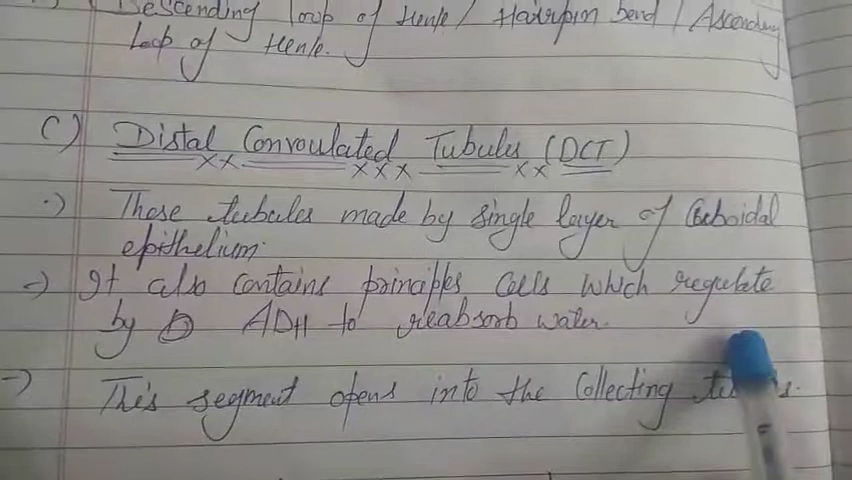 Descending loop of Henle / Hairpin bend / Ascending
Loop of Henle.
C) Distal Convoulated Tubules (DCT)
Those tubules made by single layer of Cuboidal
epithelium.
It also contains principles cells which regulate
by ADH to reabsorb water.
This segment opens into the Collecting